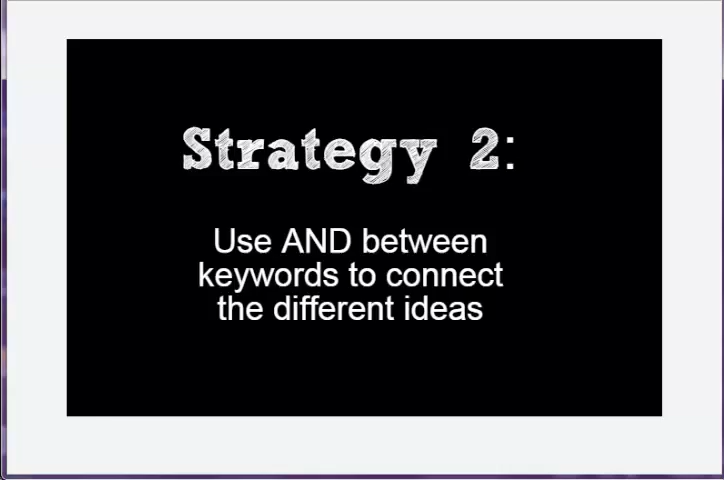 Strategy 2:
Use AND between
keywords to connect
the different ideas